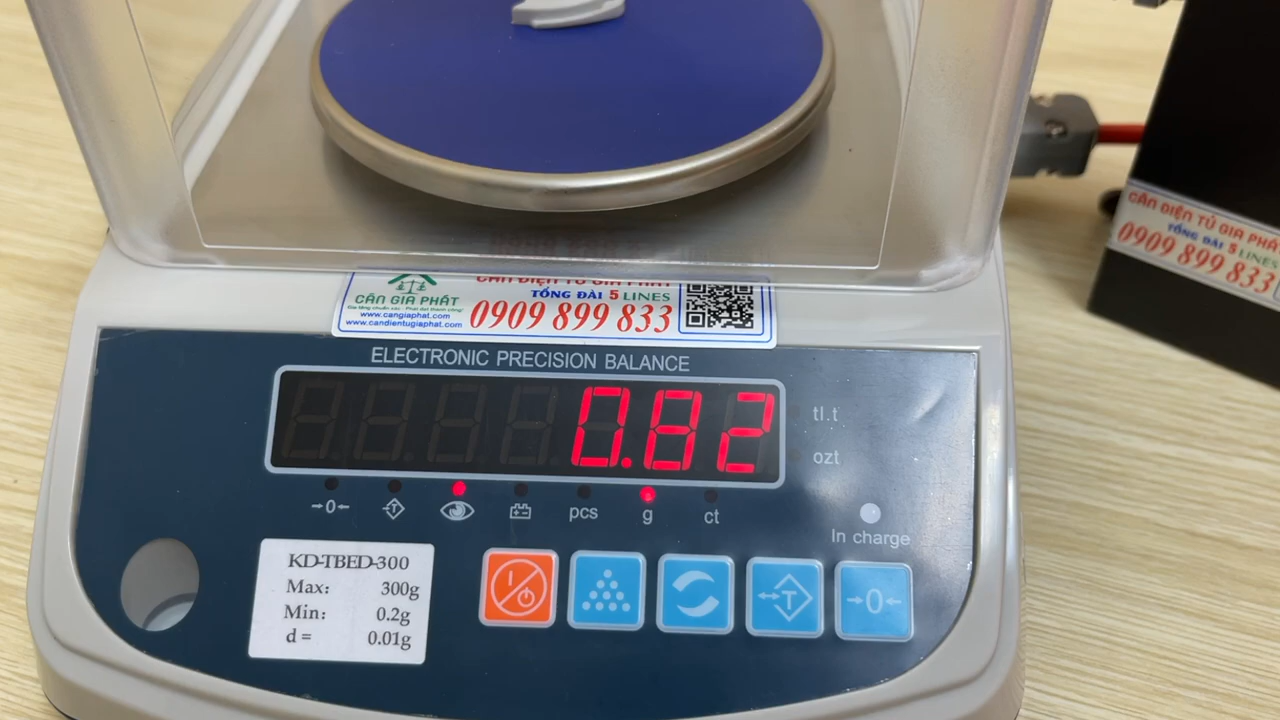 CÂN ĐIỆN TỬ GIA PHÁT
TỔNG ĐÀI 5 LINES
0909 899 833
CÂN GIA PHÁT
www.cangiaphat.com
www.candientugiaphat.com
CÂN ĐIỆN TỬ GIA PHÁT
TỔNG ĐÀI 5 LINES
0909 899 833
ELECTRONIC PRECISION BALANCE
0.82
tl.t
ozt
→0←
T
pcs
g
ct
In charge
KD-TBED-300
Max: 300g
Min: 0.2g
d = 0.01g
T
→0←